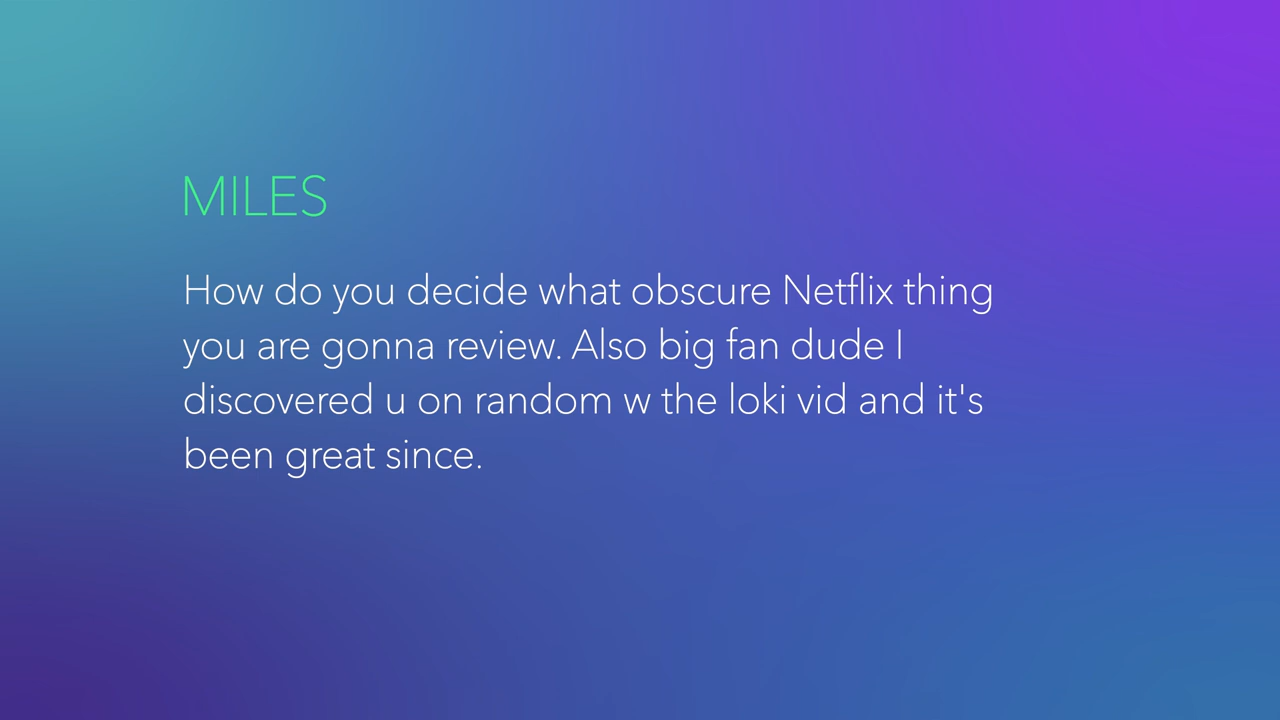 MILES
How do you decide what obscure Netflix thing
you are gonna review. Also big fan dude I
discovered u on random w the loki vid and it's
been great since.